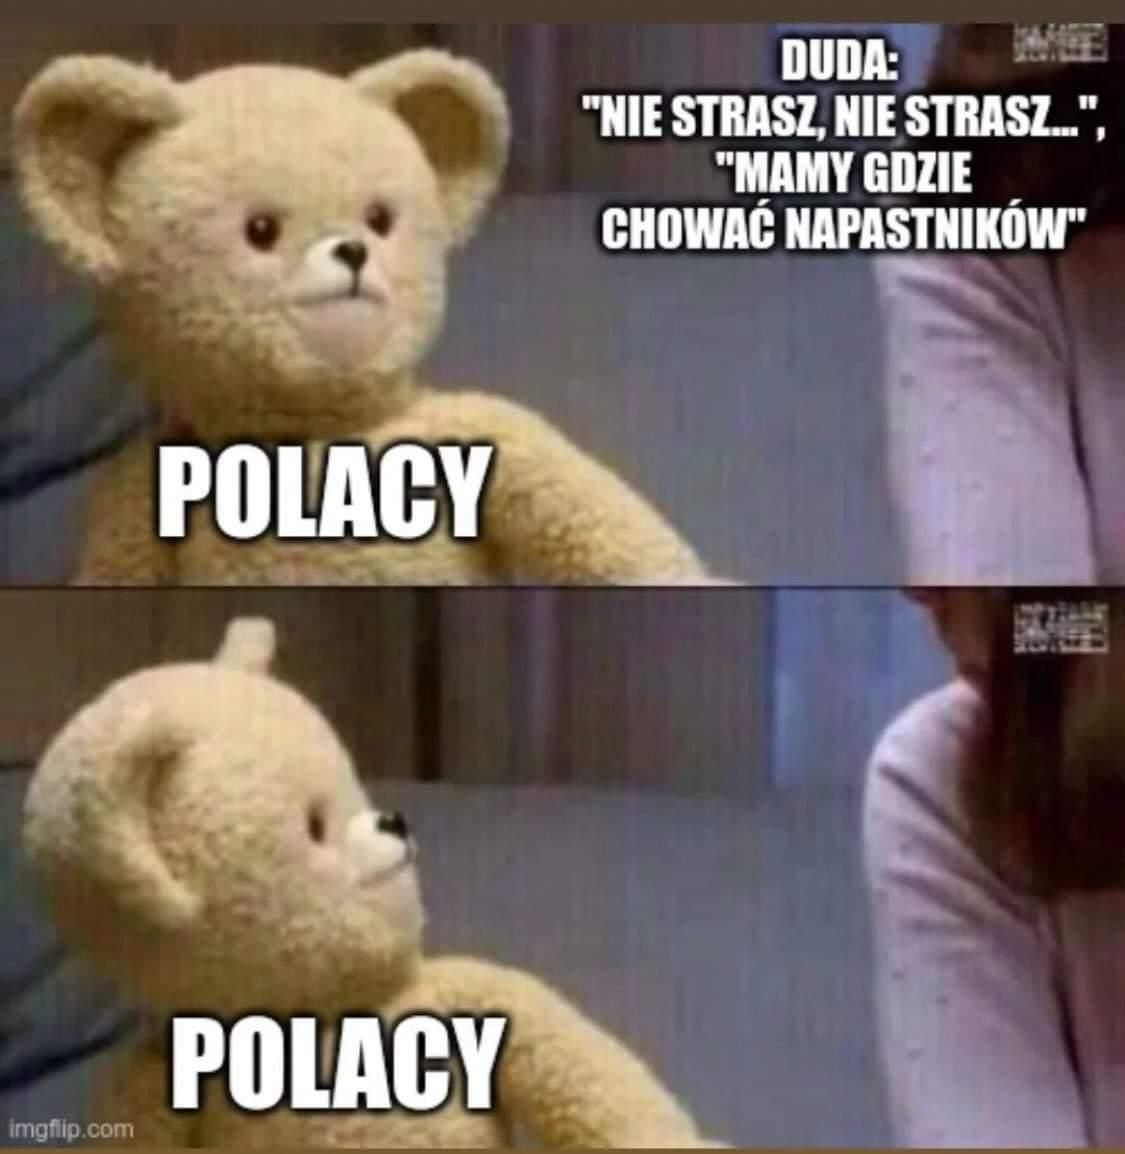 DUDA:
"NIE STRASZ, NIE STRASZ...",
"MAMY GDZIE
CHOWAĆ NAPASTNIKÓW"
POLACY
POLACY
imgflip.com